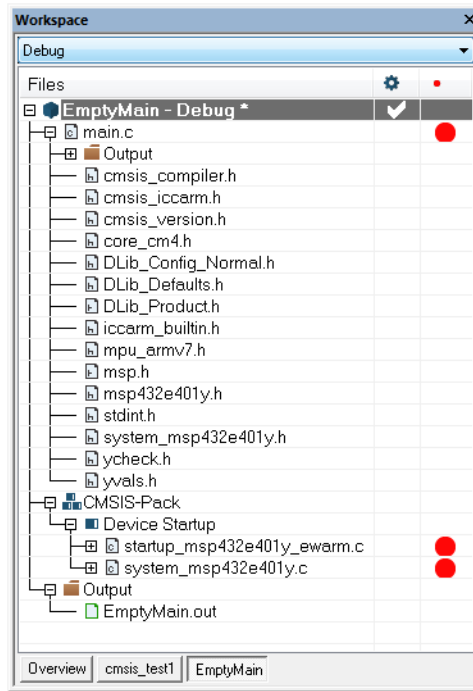 Workspace
Debug
Files
EmptyMain - Debug *
main.c
Output
cmsis_compiler.h
cmsis_iccarm.h
cmsis_version.h
core_cm4.h
DLib_Config_Normal.h
DLib_Defaults.h
DLib_Product.h
iccarm_builtin.h
mpu_armv7.h
msp.h
msp432e401y.h
stdint.h
system_msp432e401y.h
ycheck.h
yvals.h
CMSIS-Pack
Device Startup
startup_msp432e401y_ewarm.c
system_msp432e401y.c
Output
EmptyMain.out
Overview cmsis_test1 EmptyMain